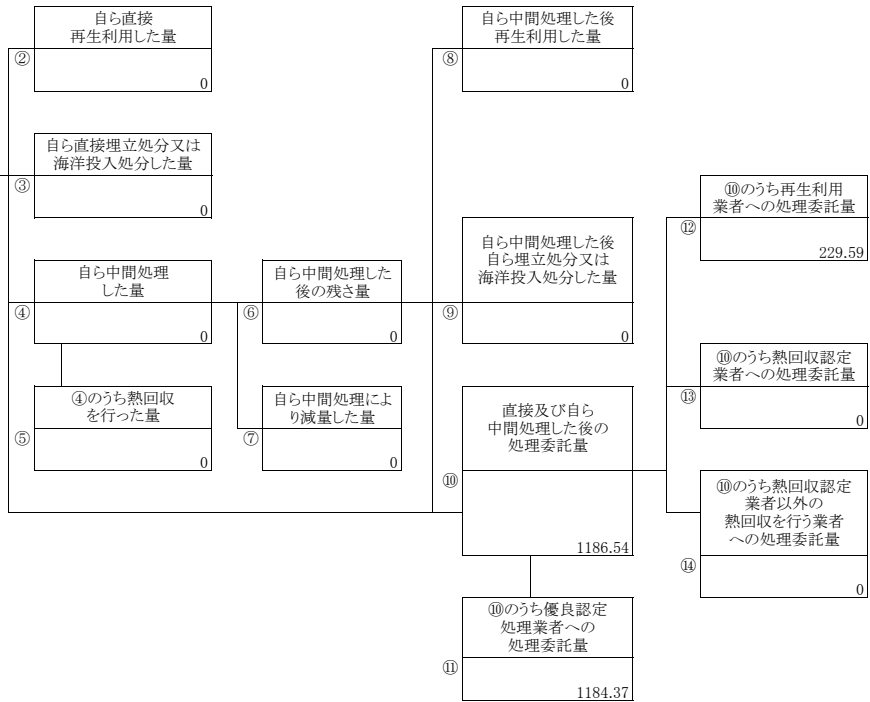 自ら直接
再生利用した量
②
0
自ら中間処理した後
再生利用した量
⑧
0
自ら直接埋立処分又は
海洋投入処分した量
③
0
⑩のうち再生利用
業者への処理委託量
⑫
229.59
自ら中間処理
した量
④
0
自ら中間処理した
後の残さ量
⑥
0
自ら中間処理した後
自ら埋立処分又は
海洋投入処分した量
⑨
0
⑩のうち熱回収認定
業者への処理委託量
⑬
0
④のうち熱回収
を行った量
⑤
0
自ら中間処理によ
り減量した量
⑦
0
直接及び自ら
中間処理した後の
処理委託量
⑩
1186.54
⑩のうち熱回収認定
業者以外の
熱回収を行う業者
への処理委託量
⑭
0
⑩のうち優良認定
処理業者への
処理委託量
⑪
1184.37